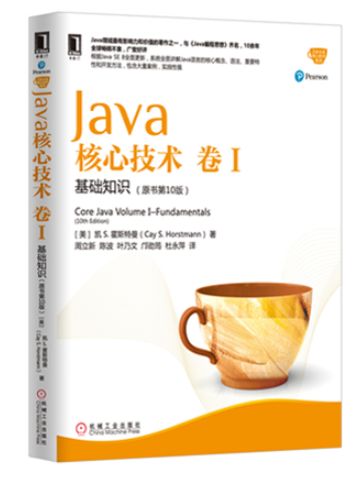 Java领域最有影响力和价值的著作之一,与《Java编程思想》齐名,10余年
全球畅销不衰,广受好评
根据Java SE 8全面更新,系统全面讲解Java语言的核心概念、语法、重要特
性和开发方法,包含大量案例,实践性强
Pearson
Java
核心技术 卷 I
基础知识(原书第10版)
Core Java Volume I–Fundamentals
(10th Edition)
[美] 凯 S. 霍斯特曼(Cay S. Horstmann) 著
周立新 陈波 叶乃文 邝劲筠 杜永萍 译
机械工业出版社
China Machine Press
Java核心技术 卷 I
基础知识(原书第10版)
[美] 凯 S. 霍斯特曼
(Cay S. Horstmann) 著
机械工业出版社
China Machine Press